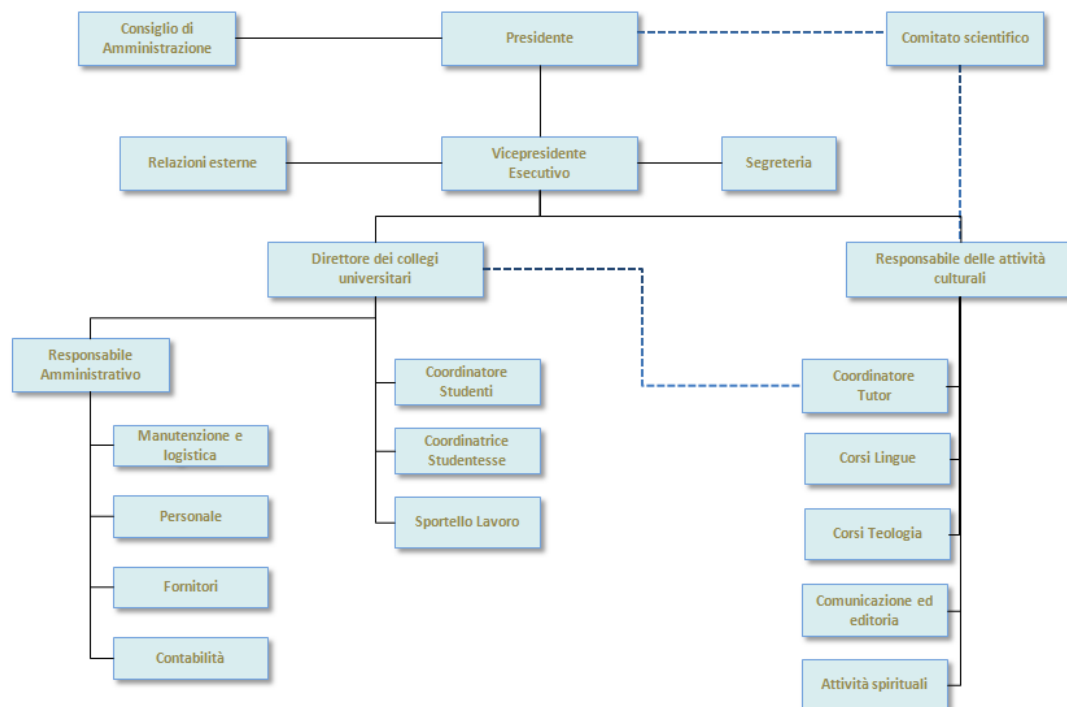 Consiglio di
Amministrazione
Presidente
Comitato scientifico
Relazioni esterne
Vicepresidente
Esecutivo
Segreteria
Direttore dei collegi
universitari
Responsabile delle attività
culturali
Responsabile
Amministrativo
Coordinatore
Studenti
Coordinatore
Tutor
Manutenzione e
logistica
Coordinatrice
Studentesse
Corsi Lingue
Personale
Sportello Lavoro
Corsi Teologia
Fornitori
Comunicazione ed
editoria
Contabilità
Attività spirituali